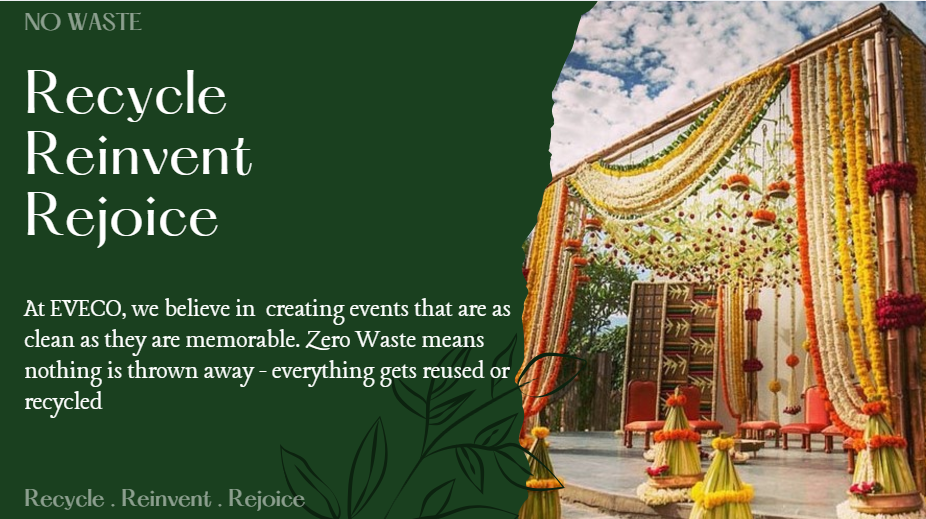 NO WASTE
Recycle
Reinvent
Rejoice
At EVECO, we believe in  creating events that are as
clean as they are memorable. Zero Waste means
nothing is thrown away - everything gets reused or
recycled
Recycle . Reinvent . Rejoice